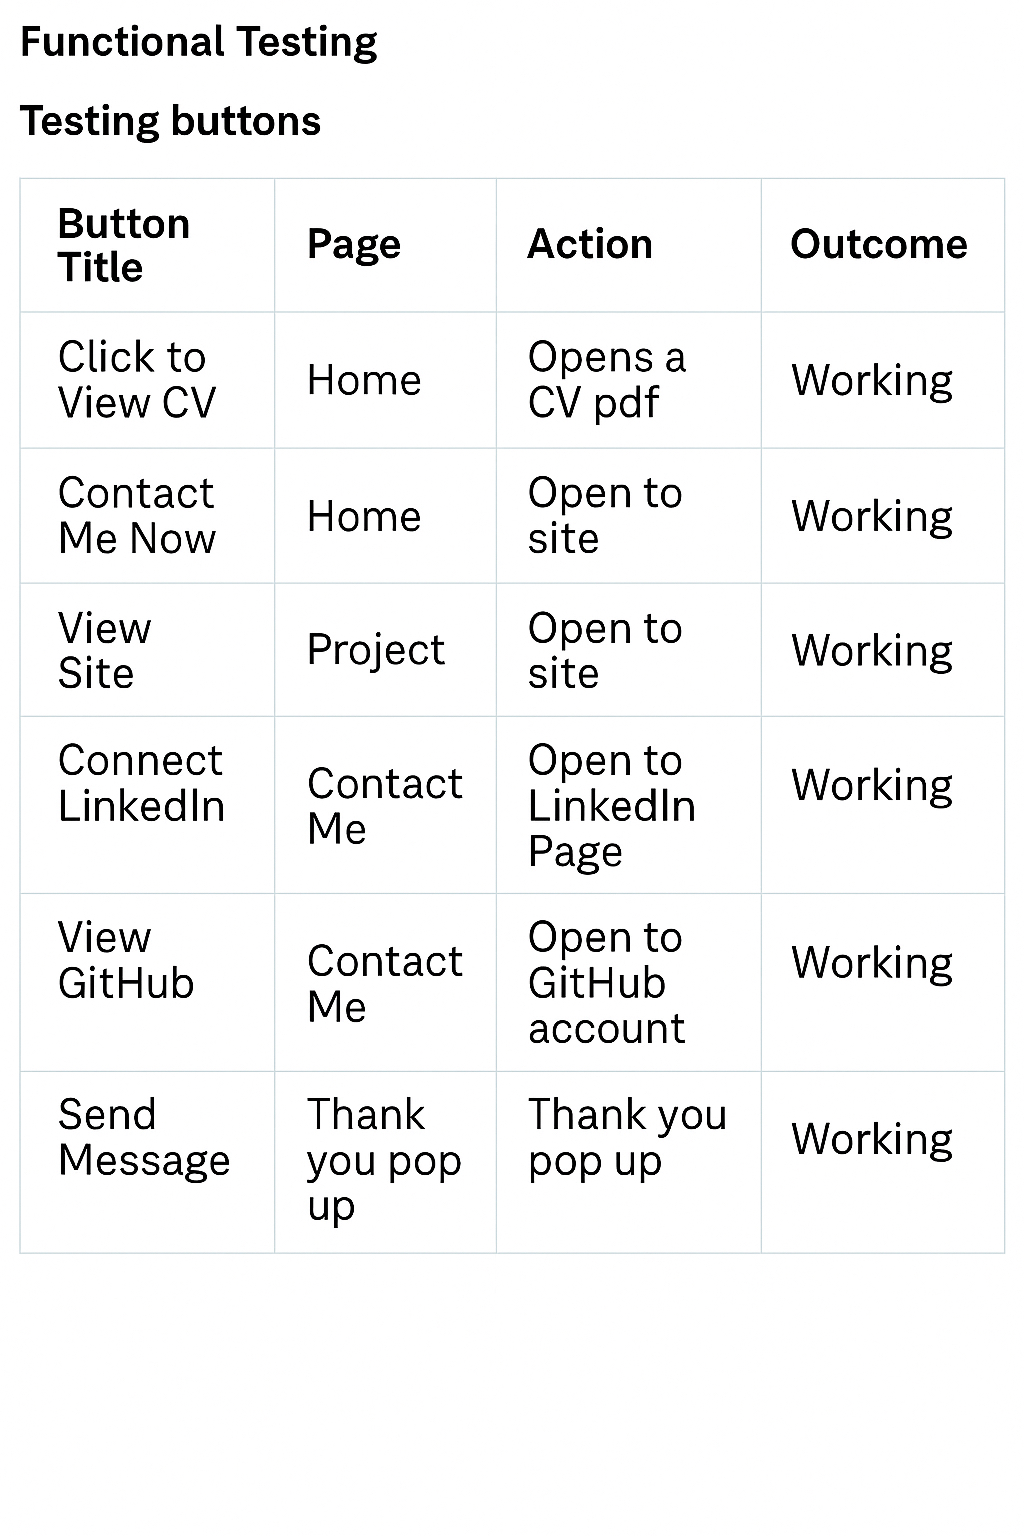 Functional Testing
Testing buttons
Button
Title
Page
Action
Outcome
Click to
View CV
Home
Opens a
CV pdf
Working
Contact
Me Now
Home
Open to
site
Working
View
Site
Project
Open to
site
Working
Connect
LinkedIn
Contact
Me
Open to
LinkedIn
Page
Working
View
GitHub
Contact
Me
Open to
GitHub
account
Working
Send
Message
Thank
you pop
up
Thank you
pop up
Working